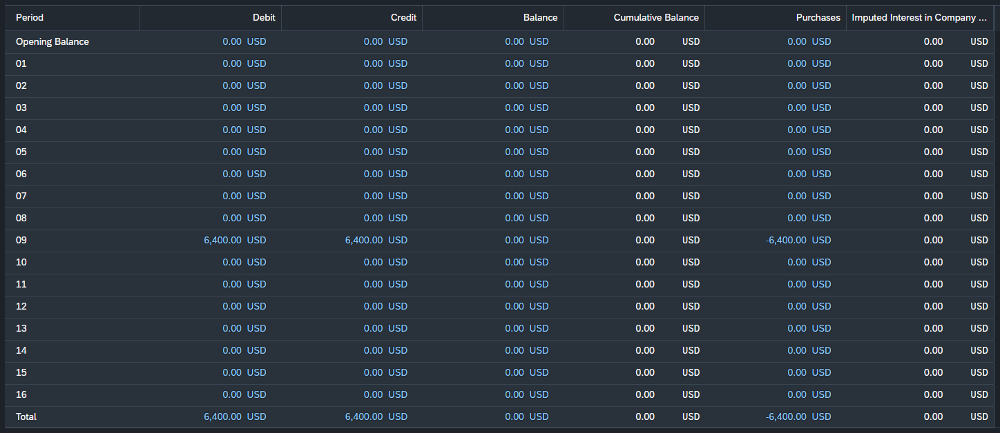 Period Debit Credit Balance Cumulative Balance Purchases Imputed Interest in Company ...
Opening Balance 0.00 USD 0.00 USD 0.00 USD 0.00 USD 0.00 USD 0.00 USD
01 0.00 USD 0.00 USD 0.00 USD 0.00 USD 0.00 USD 0.00 USD
02 0.00 USD 0.00 USD 0.00 USD 0.00 USD 0.00 USD 0.00 USD
03 0.00 USD 0.00 USD 0.00 USD 0.00 USD 0.00 USD 0.00 USD
04 0.00 USD 0.00 USD 0.00 USD 0.00 USD 0.00 USD 0.00 USD
05 0.00 USD 0.00 USD 0.00 USD 0.00 USD 0.00 USD 0.00 USD
06 0.00 USD 0.00 USD 0.00 USD 0.00 USD 0.00 USD 0.00 USD
07 0.00 USD 0.00 USD 0.00 USD 0.00 USD 0.00 USD 0.00 USD
08 0.00 USD 0.00 USD 0.00 USD 0.00 USD 0.00 USD 0.00 USD
09 6,400.00 USD 6,400.00 USD 0.00 USD 0.00 USD -6,400.00 USD 0.00 USD
10 0.00 USD 0.00 USD 0.00 USD 0.00 USD 0.00 USD 0.00 USD
11 0.00 USD 0.00 USD 0.00 USD 0.00 USD 0.00 USD 0.00 USD
12 0.00 USD 0.00 USD 0.00 USD 0.00 USD 0.00 USD 0.00 USD
13 0.00 USD 0.00 USD 0.00 USD 0.00 USD 0.00 USD 0.00 USD
14 0.00 USD 0.00 USD 0.00 USD 0.00 USD 0.00 USD 0.00 USD
15 0.00 USD 0.00 USD 0.00 USD 0.00 USD 0.00 USD 0.00 USD
16 0.00 USD 0.00 USD 0.00 USD 0.00 USD 0.00 USD 0.00 USD
Total 6,400.00 USD 6,400.00 USD 0.00 USD 0.00 USD -6,400.00 USD 0.00 USD